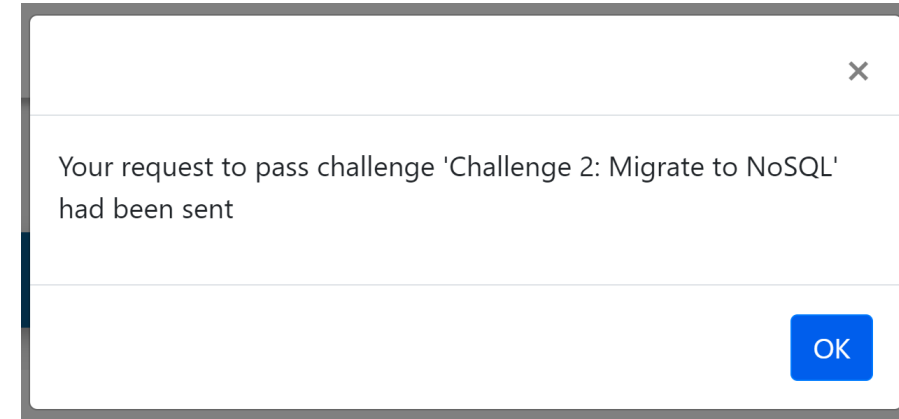 ×
Your request to pass challenge 'Challenge 2: Migrate to NoSQL'
had been sent
OK